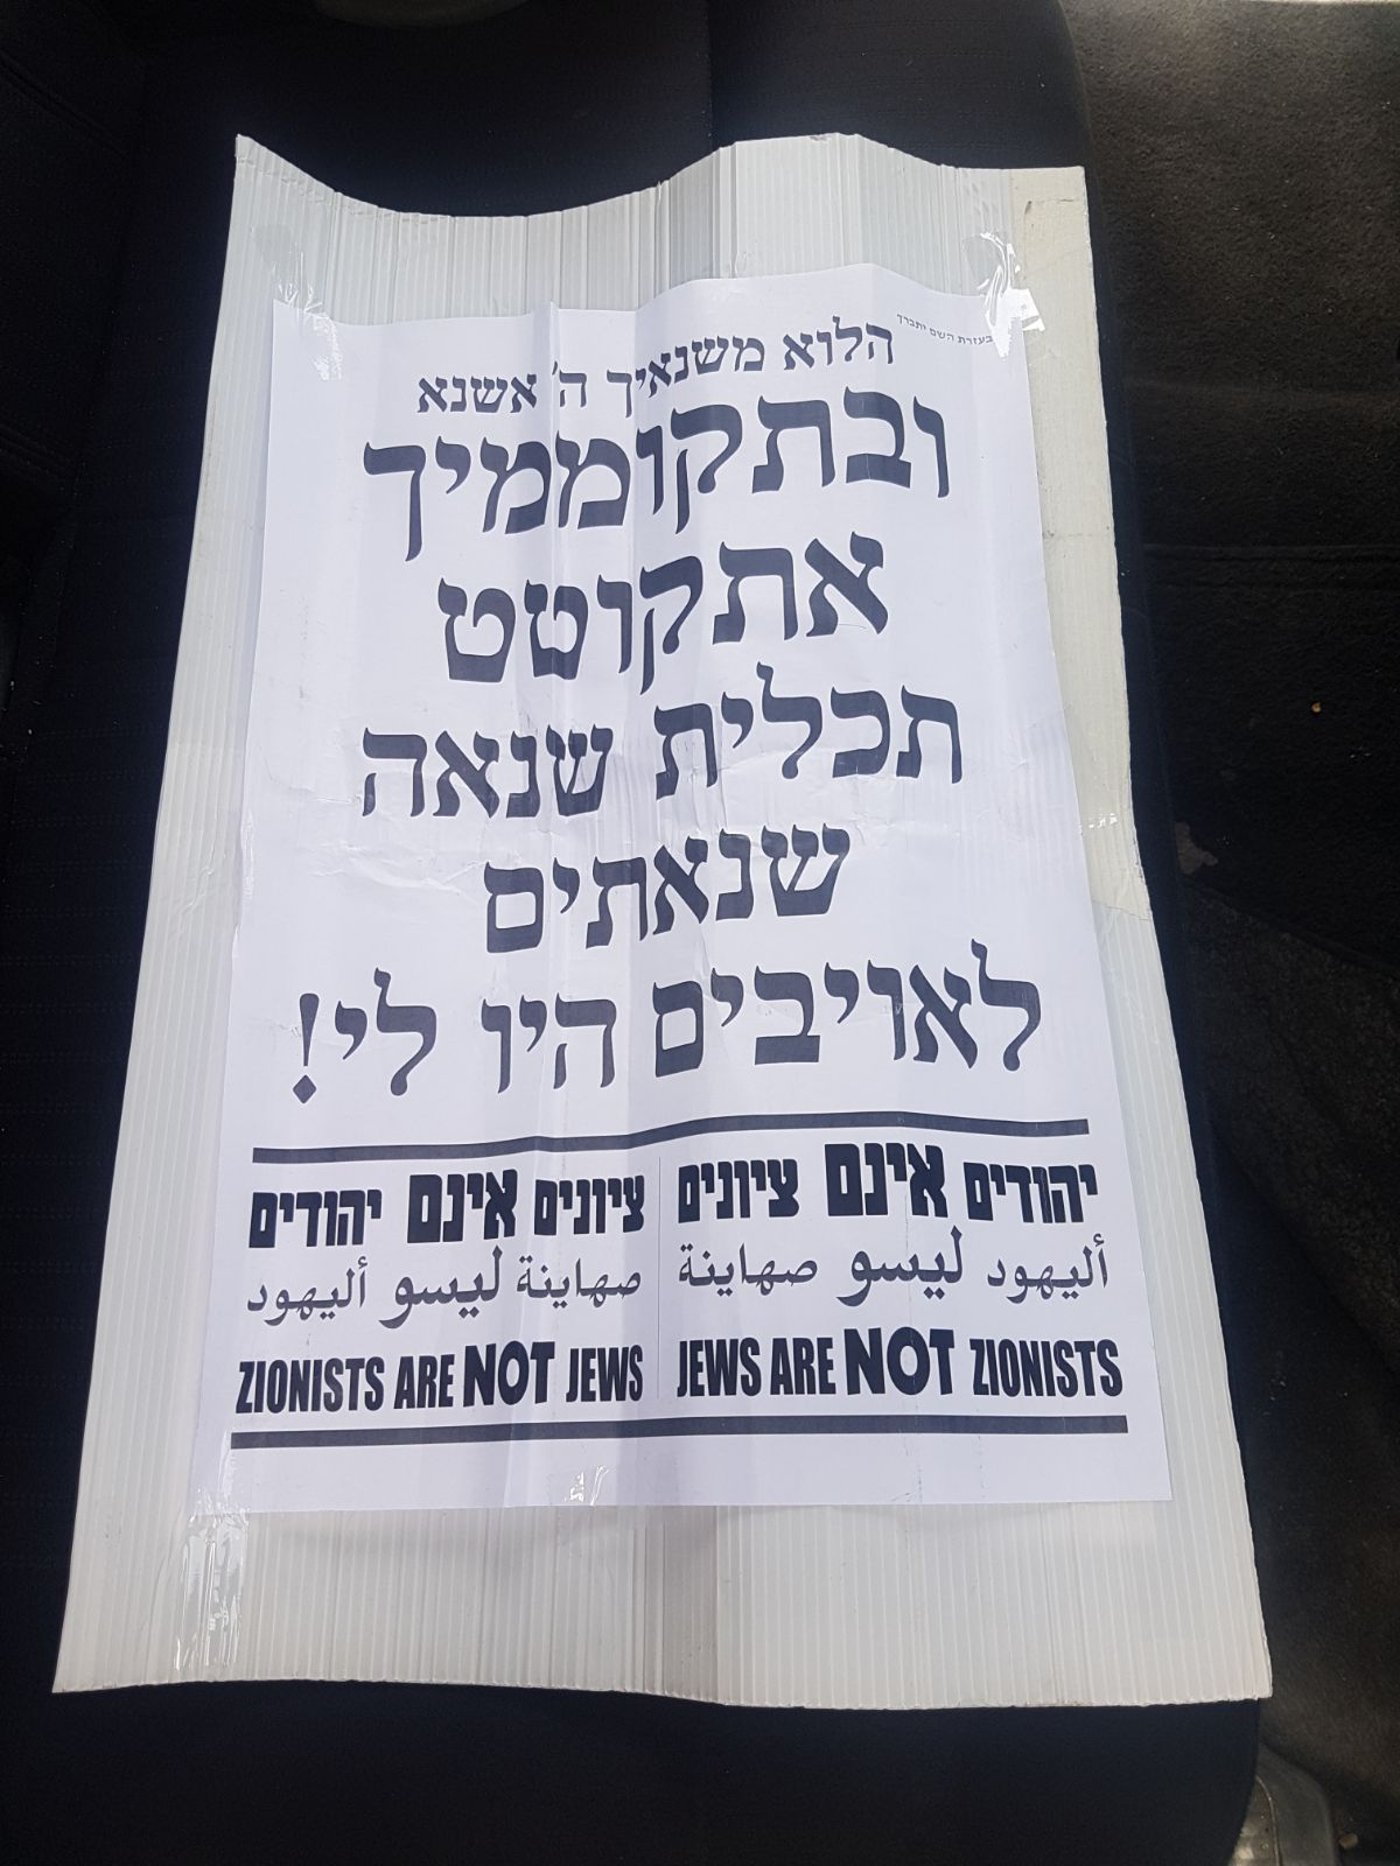 בעזרת השם יתברך
הלוא משנאיך ה' אשנא
ובתקוממיך
אתקוטט
תכלית שנאה
שנאתים
לאויבים היו לי!
יהודים אינם ציונים
أليهود ليسو صهاينة
JEWS ARE NOT ZIONISTS
ציונים אינם יהודים
صهاينة ليسو أليهود
ZIONISTS ARE NOT JEWS